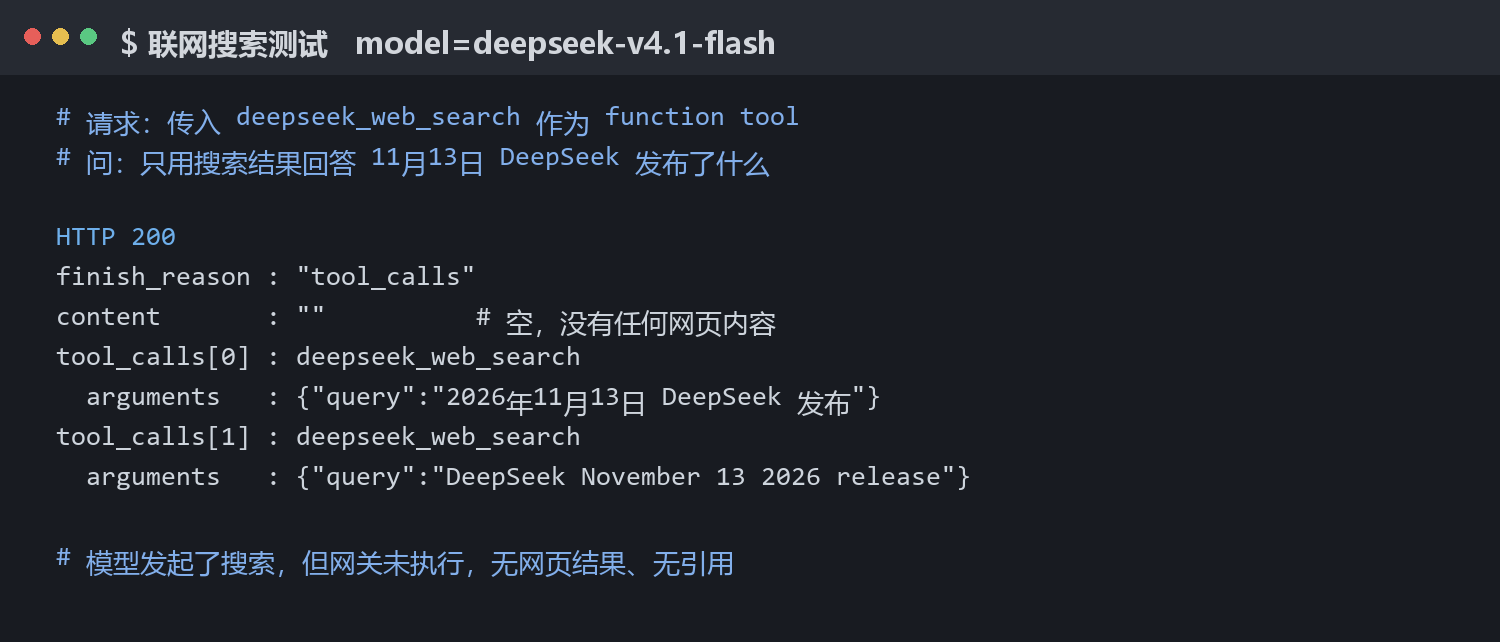 $ 联网搜索测试 model=deepseek-v4.1-flash
# 请求：传入 deepseek_web_search 作为 function tool
# 问：只用搜索结果回答 11月13日 DeepSeek 发布了什么
HTTP 200
finish_reason : "tool_calls"
content : "" # 空，没有任何网页内容
tool_calls[0] : deepseek_web_search
arguments : {"query":"2026年11月13日 DeepSeek 发布"}
tool_calls[1] : deepseek_web_search
arguments : {"query":"DeepSeek November 13 2026 release"}
# 模型发起了搜索，但网关未执行，无网页结果、无引用